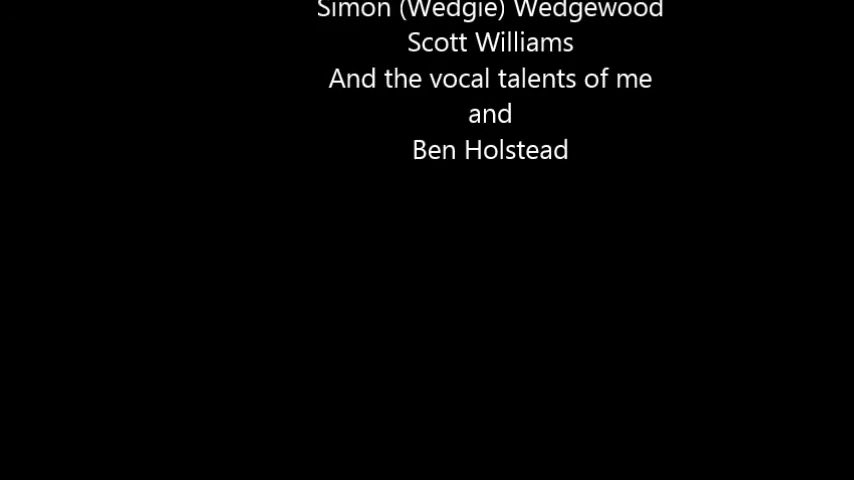 Simon (Wedgie) Wedgewood
Scott Williams
And the vocal talents of me
and
Ben Holstead